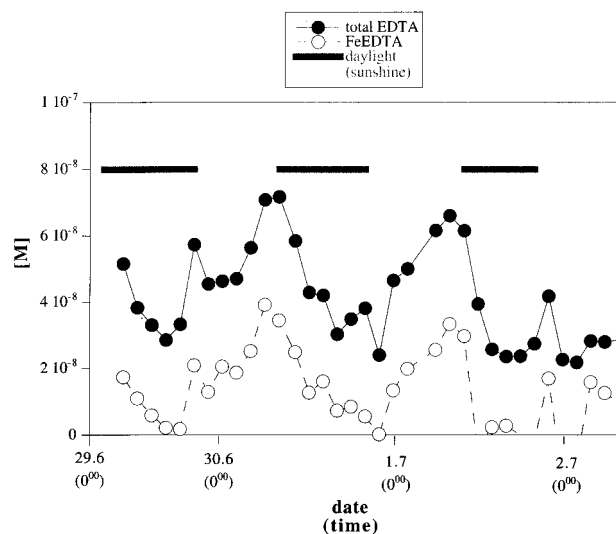 total EDTA
FeEDTA
daylight
(sunshine)
1 10⁻⁷
8 10⁻⁸
6 10⁻⁸
4 10⁻⁸
2 10⁻⁸
0
[M]
29.6 30.6 1.7 2.7
(0⁰⁰) (0⁰⁰) (0⁰⁰) (0⁰⁰)
date
(time)